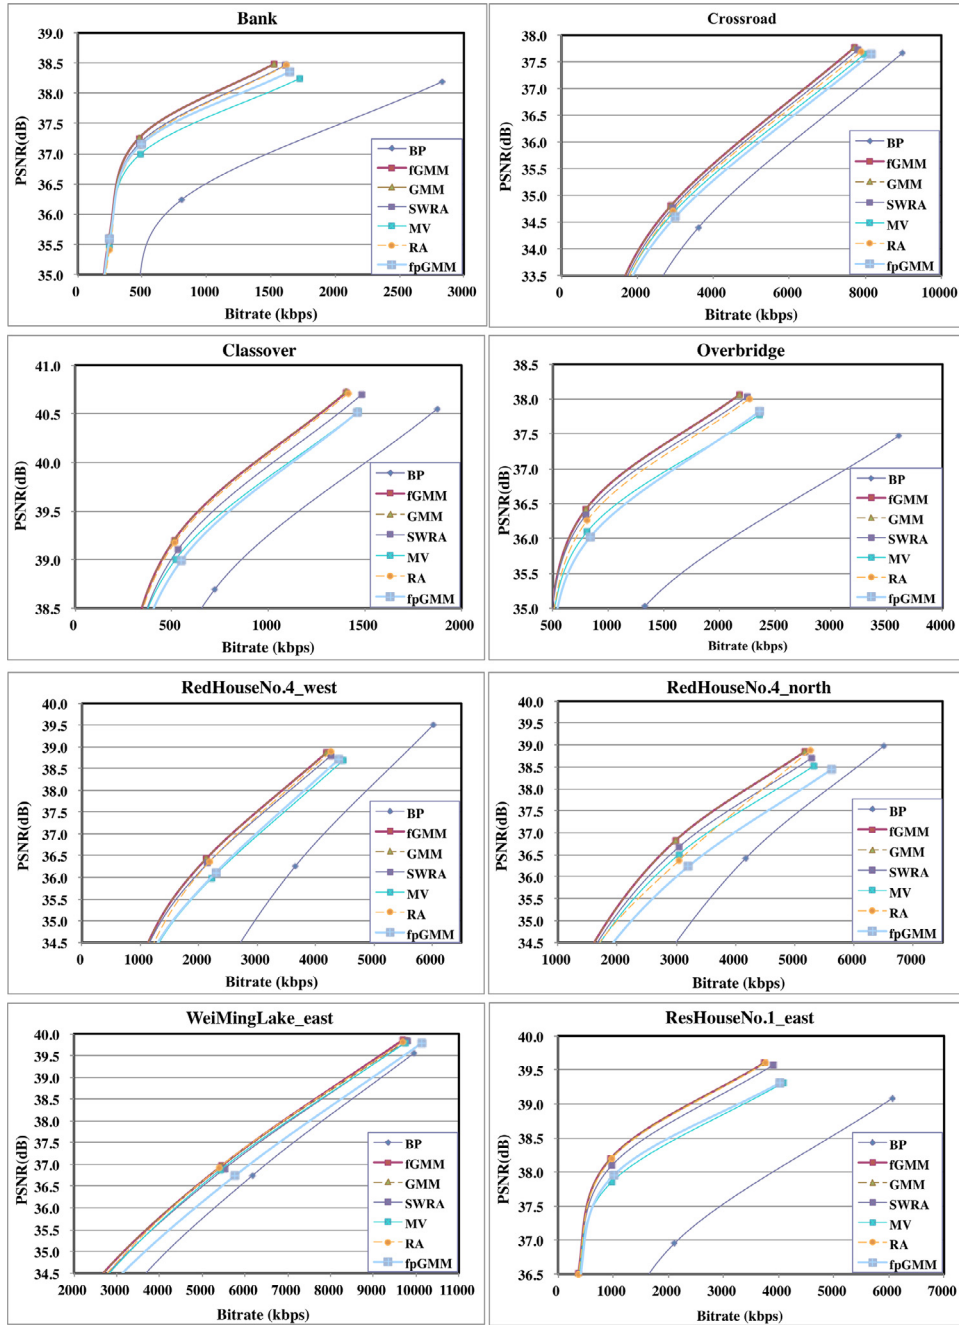 Bank
PSNR(dB)
39.0
38.5
38.0
37.5
37.0
36.5
36.0
35.5
35.0
0 500 1000 1500 2000 2500 3000
Bitrate (kbps)
BP
fGMM
GMM
SWRA
MV
RA
fpGMM
Crossroad
PSNR(dB)
38.0
37.5
37.0
36.5
36.0
35.5
35.0
34.5
34.0
33.5
0 2000 4000 6000 8000 10000
Bitrate (kbps)
BP
fGMM
GMM
SWRA
MV
RA
fpGMM
Classover
PSNR(dB)
41.0
40.5
40.0
39.5
39.0
38.5
0 500 1000 1500 2000
Bitrate (kbps)
BP
fGMM
GMM
SWRA
MV
RA
fpGMM
Overbridge
PSNR(dB)
38.5
38.0
37.5
37.0
36.5
36.0
35.5
35.0
500 1000 1500 2000 2500 3000 3500 4000
Bitrate (kbps)
BP
fGMM
GMM
SWRA
MV
RA
fpGMM
RedHouseNo.4_west
PSNR(dB)
40.0
39.5
39.0
38.5
38.0
37.5
37.0
36.5
36.0
35.5
35.0
34.5
0 1000 2000 3000 4000 5000 6000
Bitrate (kbps)
BP
fGMM
GMM
SWRA
MV
RA
fpGMM
RedHouseNo.4_north
PSNR(dB)
40.0
39.5
39.0
38.5
38.0
37.5
37.0
36.5
36.0
35.5
35.0
34.5
1000 2000 3000 4000 5000 6000 7000
Bitrate (kbps)
BP
fGMM
GMM
SWRA
MV
RA
fpGMM
WeiMingLake_east
PSNR(dB)
40.0
39.5
39.0
38.5
38.0
37.5
37.0
36.5
36.0
35.5
35.0
34.5
2000 3000 4000 5000 6000 7000 8000 9000 10000 11000
Bitrate (kbps)
BP
fGMM
GMM
SWRA
MV
RA
fpGMM
ResHouseNo.1_east
PSNR(dB)
40.0
39.5
39.0
38.5
38.0
37.5
37.0
36.5
0 1000 2000 3000 4000 5000 6000 7000
Bitrate (kbps)
BP
fGMM
GMM
SWRA
MV
RA
fpGMM